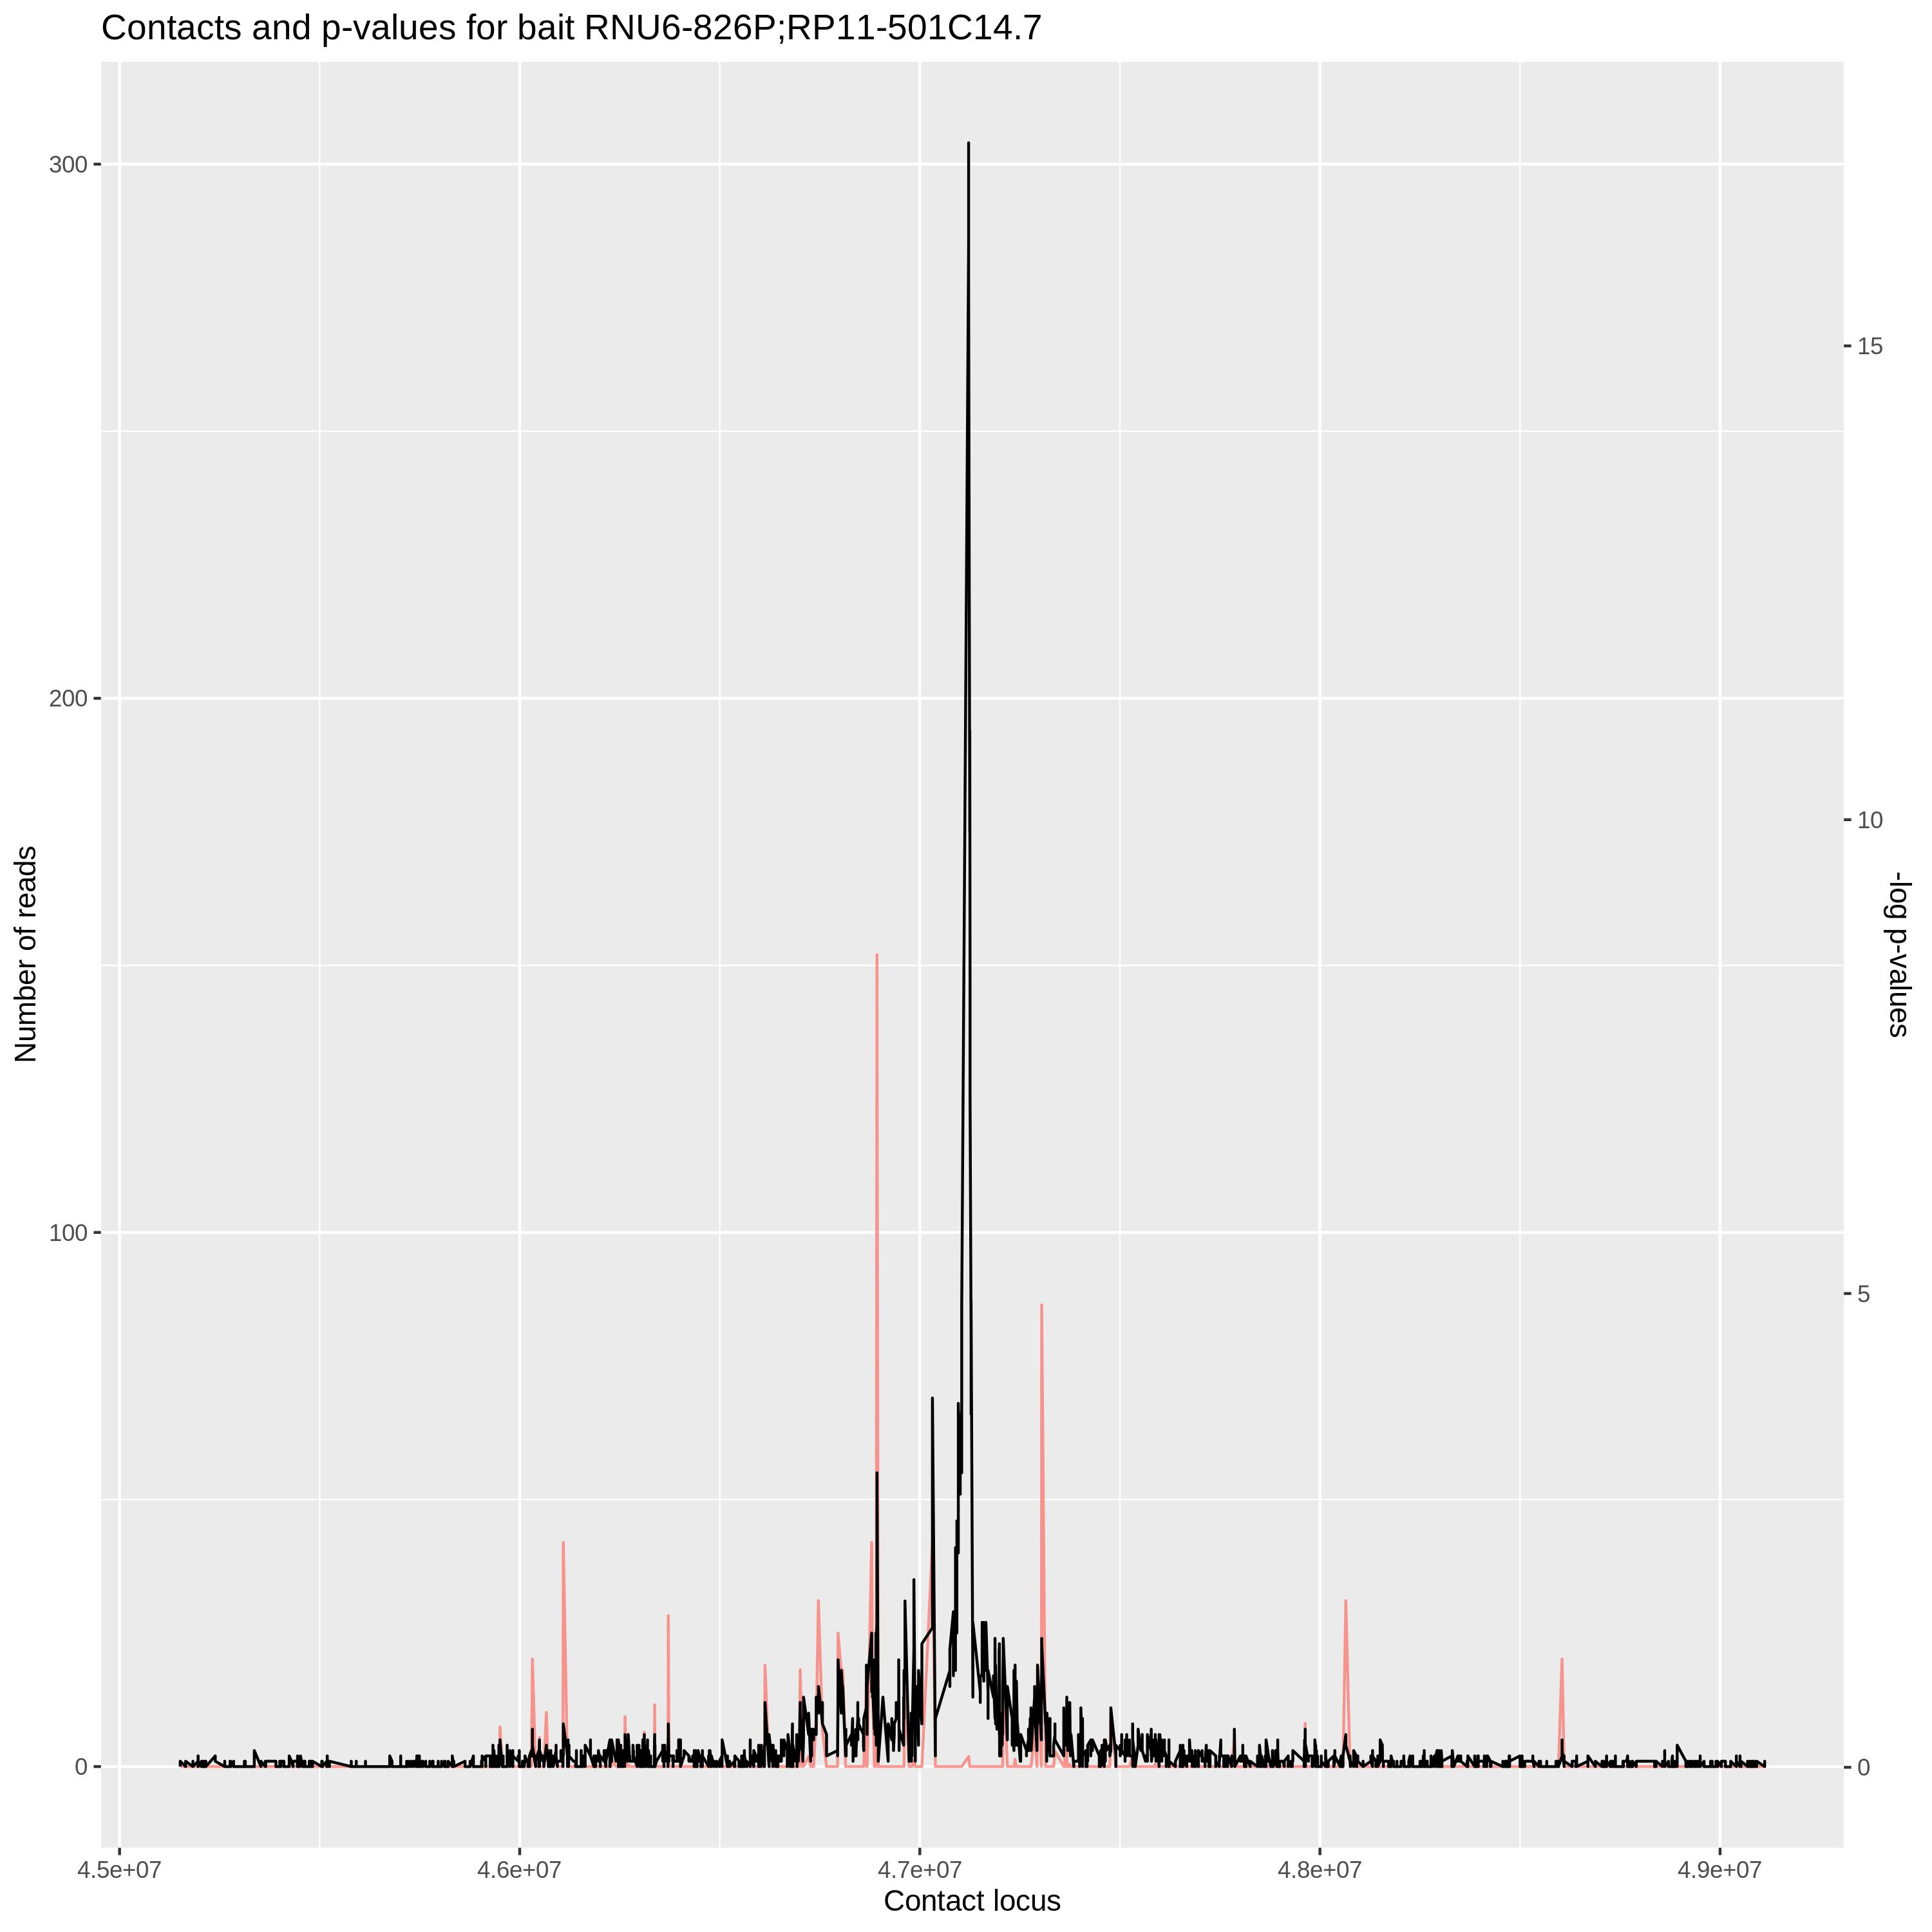 Contacts and p-values for bait RNU6-826P;RP11-501C14.7
300
200
100
0
Number of reads
15
10
5
0
-log p-values
4.5e+07
4.6e+07
4.7e+07
4.8e+07
4.9e+07
Contact locus